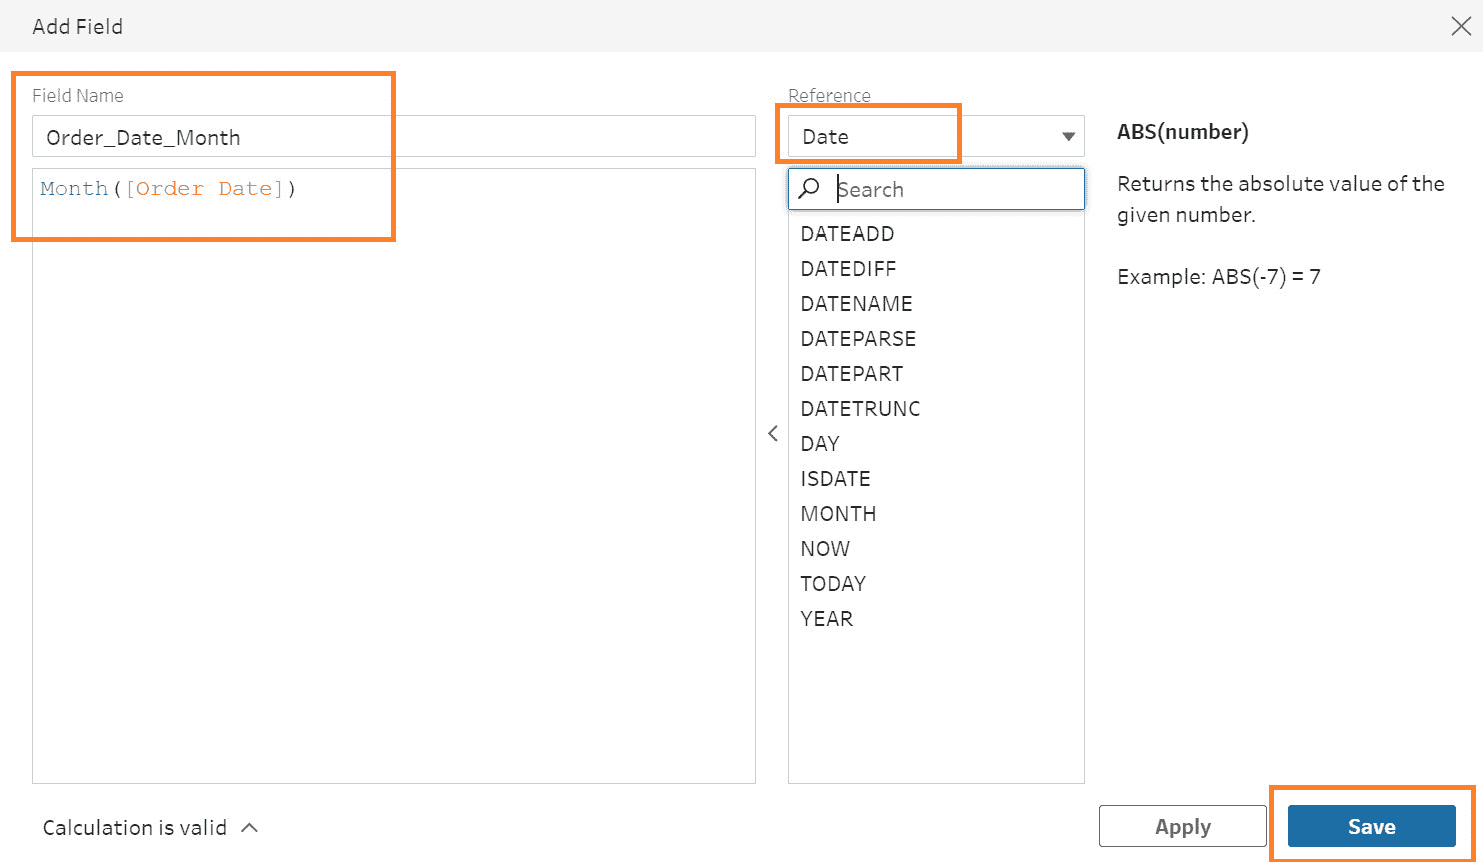 Add Field
Field Name
Order_Date_Month
Month([Order Date])
Calculation is valid
Reference
Date
Search
DATEADD
DATEDIFF
DATENAME
DATEPARSE
DATEPART
DATETRUNC
DAY
ISDATE
MONTH
NOW
TODAY
YEAR
ABS(number)
Returns the absolute value of the
given number.
Example: ABS(-7) = 7
Apply
Save